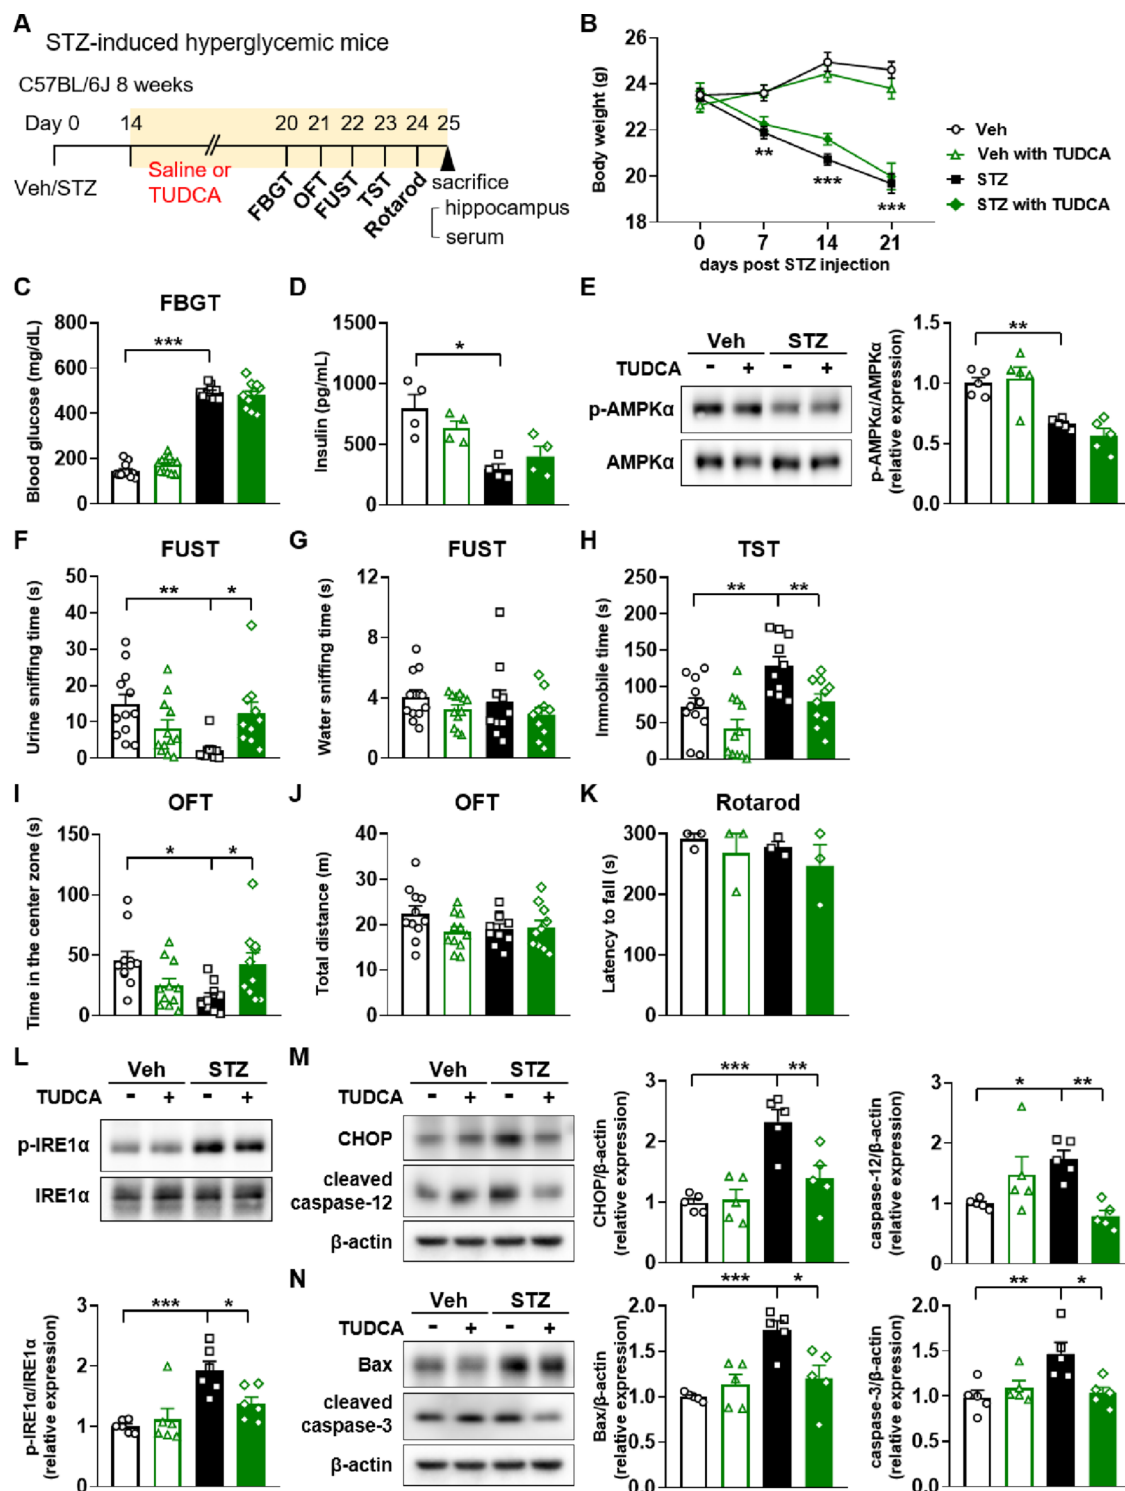 A
STZ-induced hyperglycemic mice
C57BL/6J 8 weeks
Day 0 14 20 21 22 23 24 25
Saline or
TUDCA
Veh/STZ
FBGT
OFT
FUST
TST
Rotarod
sacrifice
hippocampus
serum
B
Body weight (g)
26
24
22
20
18
**
***
***
0 7 14 21
days post STZ injection
Veh
Veh with TUDCA
STZ
STZ with TUDCA
C
FBGT
Blood glucose (mg/dL)
800
600
400
200
0
***
D
Insulin (pg/mL)
1500
1000
500
0
*
E
Veh STZ
TUDCA - + - +
p-AMPKα
AMPKα
p-AMPKα/AMPKα
(relative expression)
1.5
1.0
0.5
0.0
**
F
FUST
Urine sniffing time (s)
50
40
30
20
10
0
** *
G
FUST
Water sniffing time (s)
12
8
4
0
H
TST
Immobile time (s)
250
200
150
100
50
0
** **
I
OFT
Time in the center zone (s)
150
100
50
0
* *
J
OFT
Total distance (m)
40
30
20
10
0
K
Rotarod
Latency to fall (s)
300
200
100
0
L
Veh STZ
TUDCA - + - +
p-IRE1α
IRE1α
p-IRE1α/IRE1α
(relative expression)
3
2
1
0
*** *
M
Veh STZ
TUDCA - + - +
CHOP
cleaved
caspase-12
β-actin
CHOP/β-actin
(relative expression)
3
2
1
0
*** **
caspase-12/β-actin
(relative expression)
3
2
1
0
* **
N
Veh STZ
TUDCA - + - +
Bax
cleaved
caspase-3
β-actin
Bax/β-actin
(relative expression)
2.0
1.5
1.0
0.5
0.0
*** *
caspase-3/β-actin
(relative expression)
2.0
1.5
1.0
0.5
0.0
** *